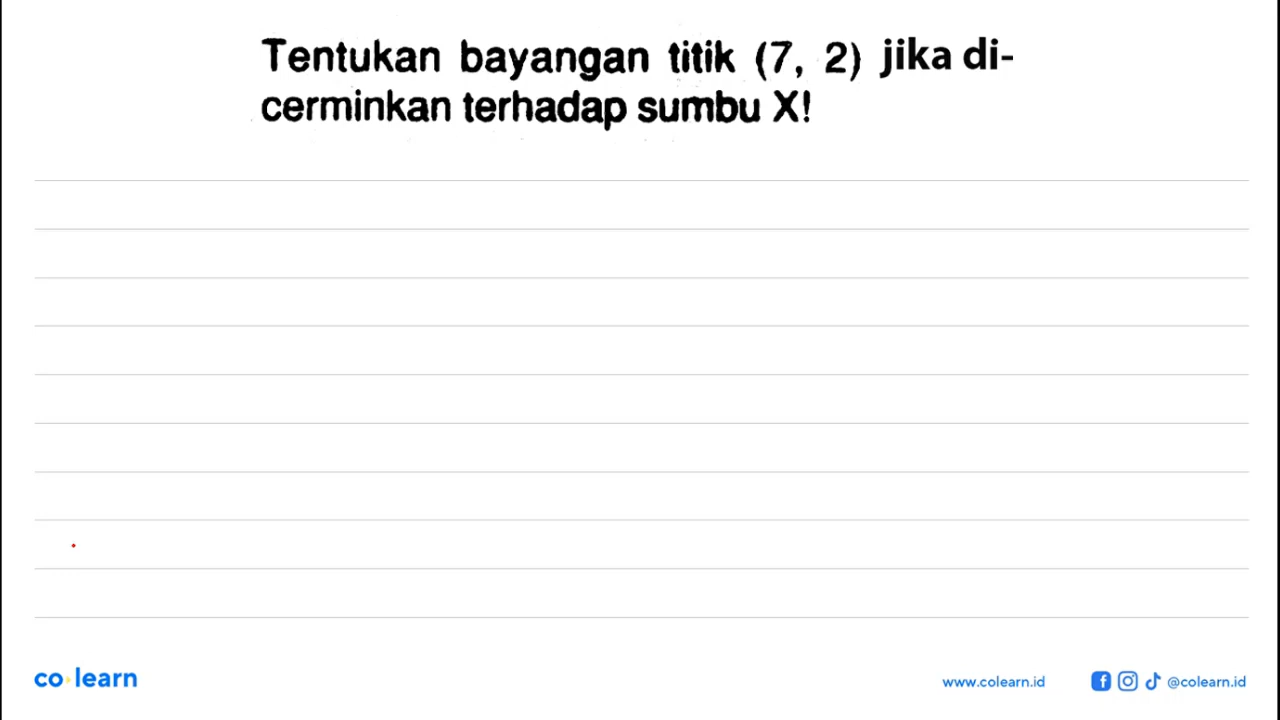 Tentukan bayangan titik (7, 2) jika di-
cerminkan terhadap sumbu X!
co learn
www.colearn.id
@colearn.id